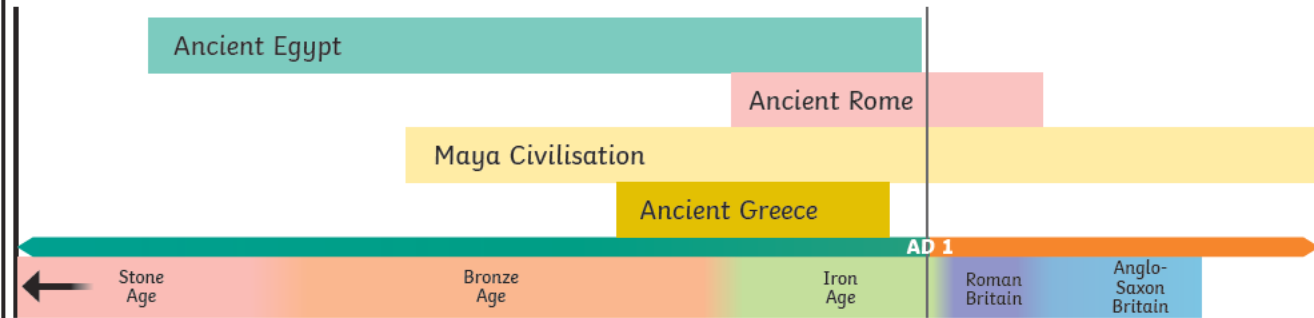 Ancient Egypt
Ancient Rome
Maya Civilisation
Ancient Greece
AD 1
Stone
Age
Bronze
Age
Iron
Age
Roman
Britain
Anglo-
Saxon
Britain